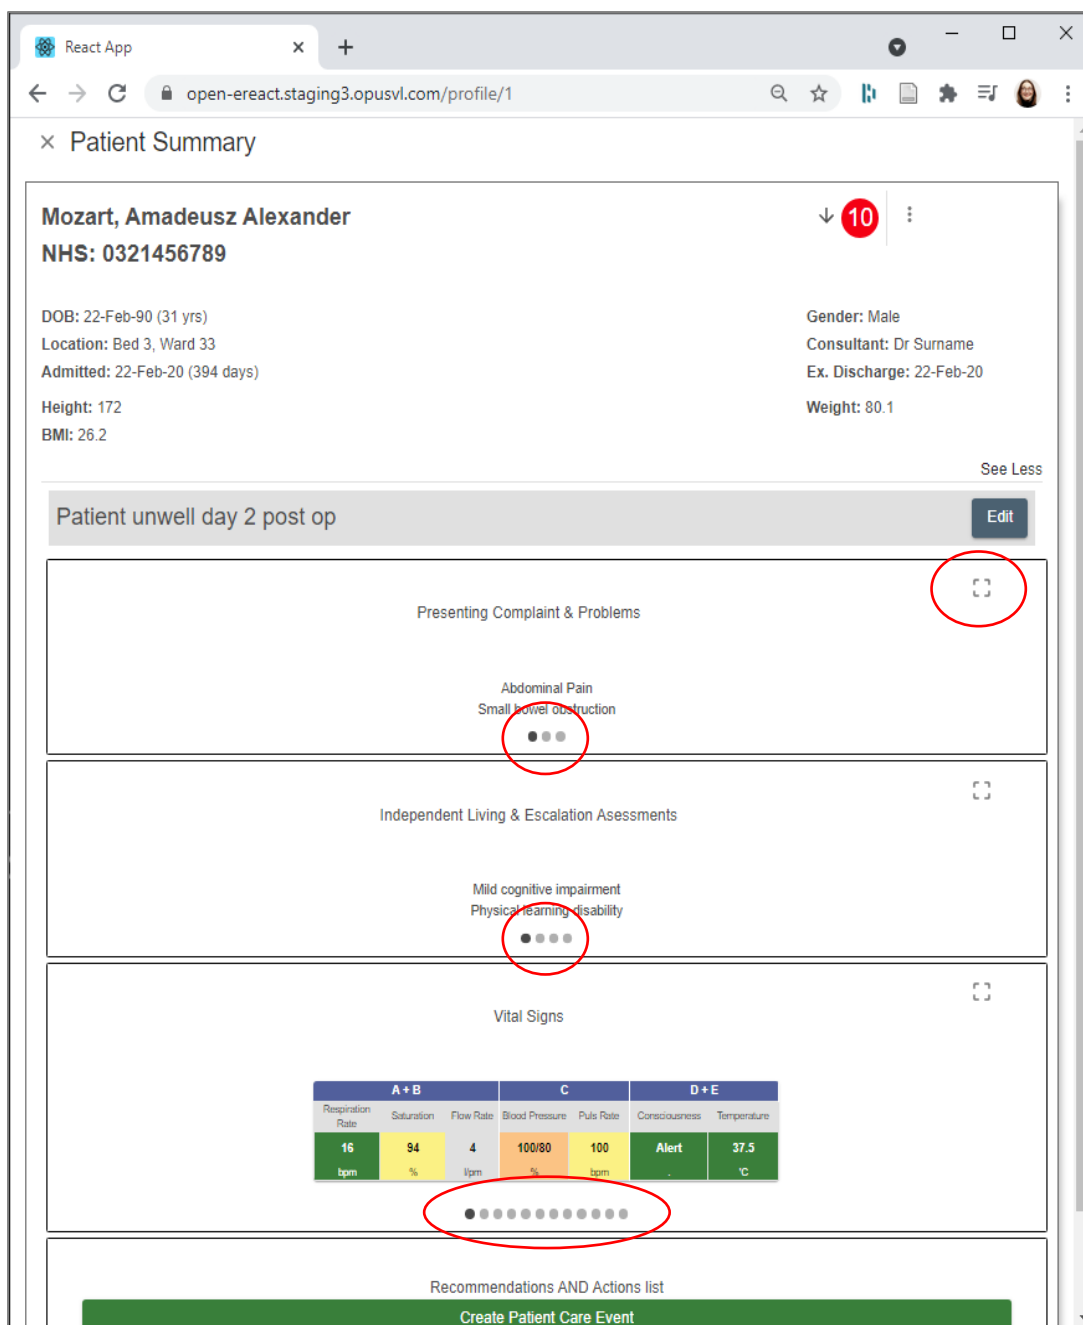 React App
open-ereact.staging3.opusvl.com/profile/1
Patient Summary
Mozart, Amadeusz Alexander
10
NHS: 0321456789
DOB: 22-Feb-90 (31 yrs)
Gender: Male
Location: Bed 3, Ward 33
Consultant: Dr Surname
Admitted: 22-Feb-20 (394 days)
Ex. Discharge: 22-Feb-20
Height: 172
Weight: 80.1
BMI: 26.2
See Less
Patient unwell day 2 post op
Edit
Presenting Complaint & Problems
Abdominal Pain
Small bowel obstruction
Independent Living & Escalation Asessments
Mild cognitive impairment
Physical learning disability
Vital Signs
A + B C D + E
Respiration Rate Saturation Flow Rate Blood Pressure Puls Rate Consciousness Temperature
16 94 4 100/80 100 Alert 37.5
bpm % l/pm % bpm . 'C
Recommendations AND Actions list
Create Patient Care Event